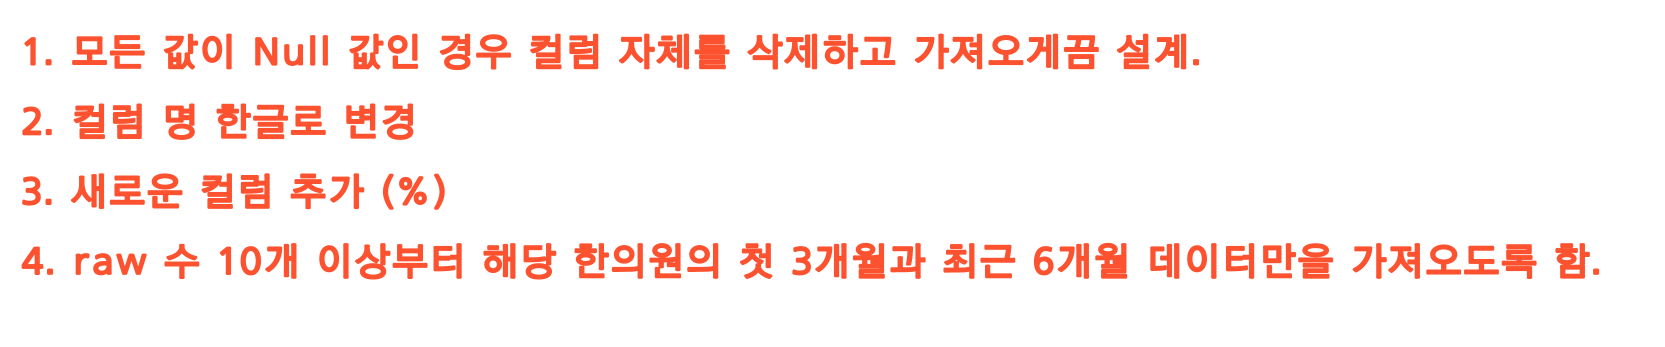 1. 모든 값이 Null 값인 경우 컬럼 자체를 삭제하고 가져오게끔 설계.
2. 컬럼 명 한글로 변경
3. 새로운 컬럼 추가 (%)
4. raw 수 10개 이상부터 해당 한의원의 첫 3개월과 최근 6개월 데이터만을 가져오도록 함.